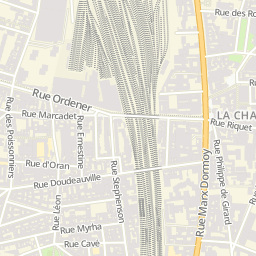 Rue des Ro
Rue Ordener
Rue Marcadet
LA CHA
Rue Riquet
Rue des Poissonniers
Rue Ernestine
Rue d'Oran
Rue Doudeauville
Rue Stephenson
Rue Marx Dormoy
Rue Philippe de Girard
Rue Léon
Rue Myrha
Rue Cavé